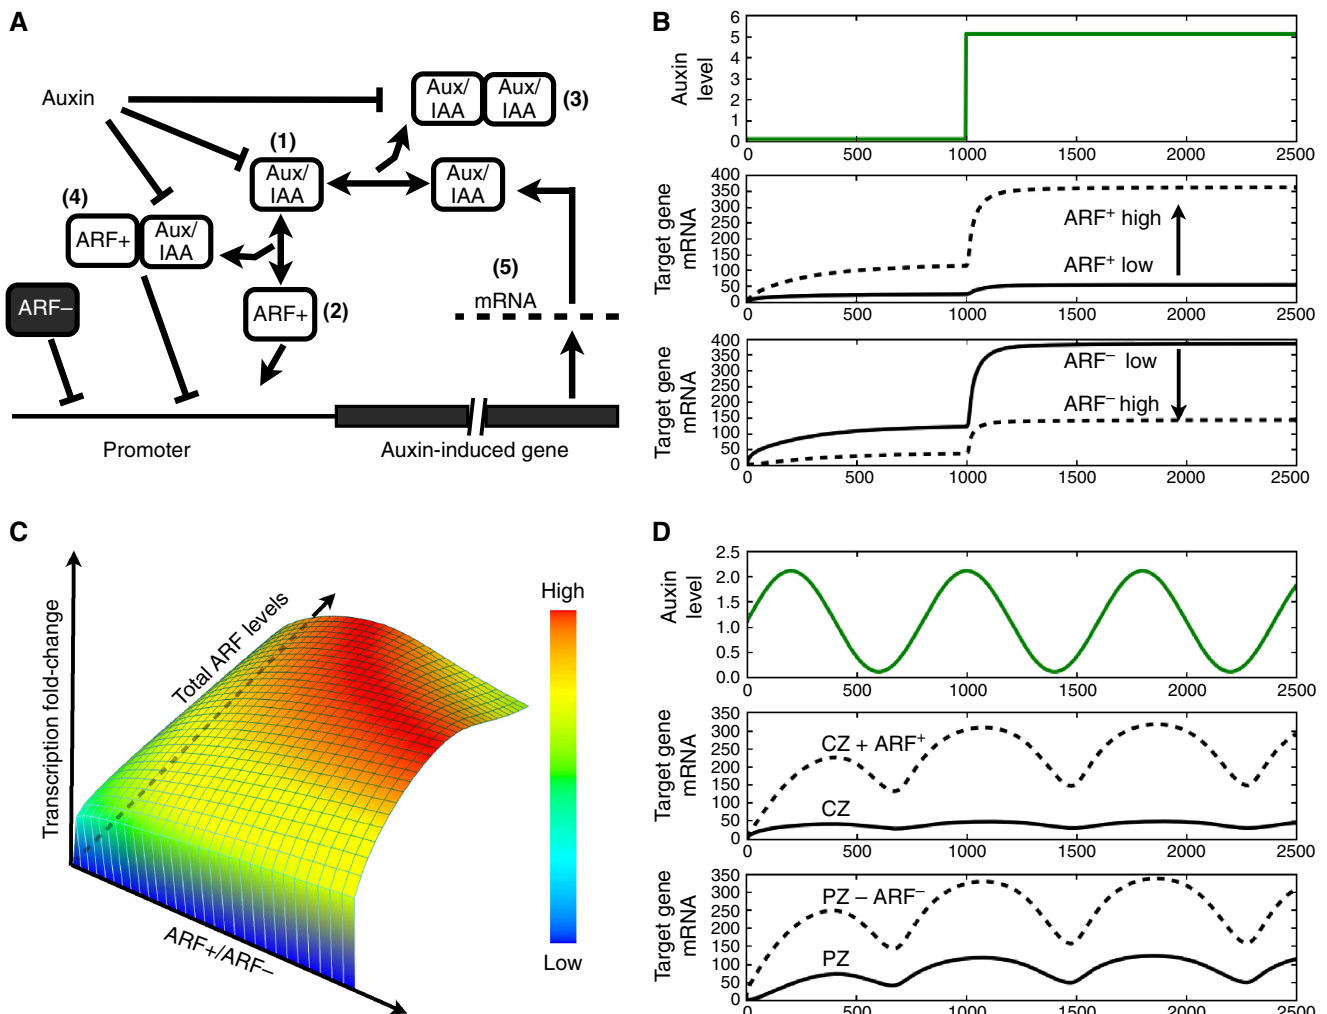 A
Auxin
Aux/
IAA
Aux/
IAA
(3)
(1)
Aux/
IAA
Aux/
IAA
(4)
ARF+
Aux/
IAA
(5)
mRNA
ARF–
ARF+
(2)
Promoter
Auxin-induced gene
B
Auxin
level
6
5
4
3
2
1
0
0
500
1000
1500
2000
2500
Target gene
mRNA
400
350
300
250
200
150
100
50
0
ARF+ high
ARF+ low
0
500
1000
1500
2000
2500
Target gene
mRNA
400
350
300
250
200
150
100
50
0
ARF– low
ARF– high
0
500
1000
1500
2000
2500
C
Transcription fold-change
Total ARF levels
ARF+/ARF–
High
Low
D
Auxin
level
2.5
2.0
1.5
1.0
0.5
0.0
0
500
1000
1500
2000
2500
Target gene
mRNA
350
300
250
200
150
100
50
0
CZ + ARF+
CZ
0
500
1000
1500
2000
2500
Target gene
mRNA
350
300
250
200
150
100
50
0
PZ – ARF–
PZ
0
500
1000
1500
2000
2500